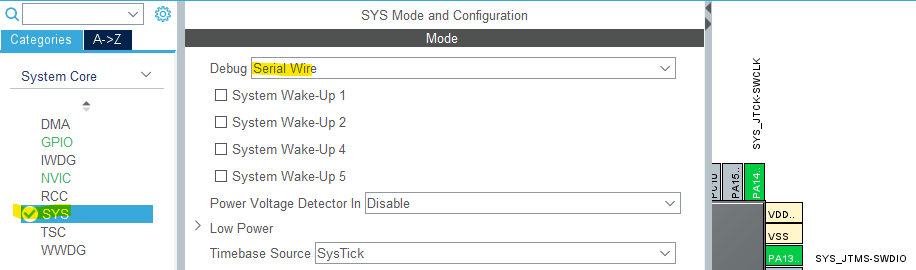 SYS Mode and Configuration
Categories
A->Z
Mode
System Core
Debug Serial Wire
System Wake-Up 1
DMA
System Wake-Up 2
GPIO
IWDG
System Wake-Up 4
NVIC
System Wake-Up 5
RCC
SYS
Power Voltage Detector In Disable
TSC
Low Power
WWDG
Timebase Source SysTick
SYS_JTCK-SWCLK
PA15..
PA14..
VDD..
VSS
PA13..
SYS_JTMS-SWDIO